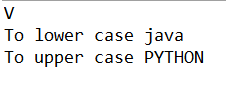 V
To lower case java
To upper case PYTHON